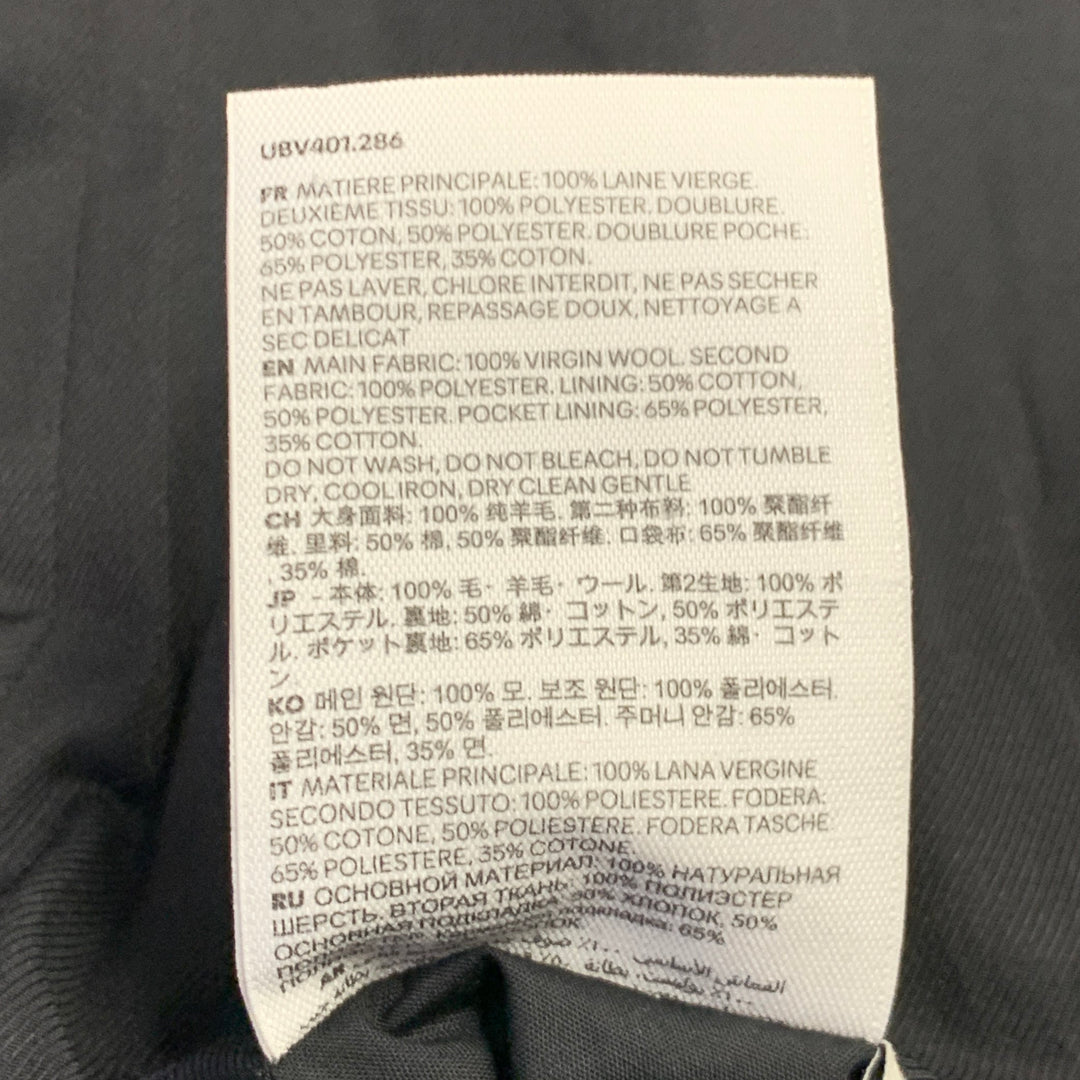 UBV401.286
FR MATIERE PRINCIPALE: 100% LAINE VIERGE.
DEUXIÈME TISSU: 100% POLYESTER. DOUBLURE.
50% COTON, 50% POLYESTER. DOUBLURE POCHE:
65% POLYESTER, 35% COTON.
NE PAS LAVER, CHLORE INTERDIT, NE PAS SECHER
EN TAMBOUR, REPASSAGE DOUX, NETTOYAGE A
SEC DELICAT
EN MAIN FABRIC: 100% VIRGIN WOOL. SECOND
FABRIC: 100% POLYESTER. LINING: 50% COTTON,
50% POLYESTER. POCKET LINING: 65% POLYESTER,
35% COTTON.
DO NOT WASH, DO NOT BLEACH, DO NOT TUMBLE
DRY, COOL IRON, DRY CLEAN GENTLE
CH 大身面料: 100% 纯羊毛. 第二种布料: 100% 聚酯纤
维. 里料: 50% 棉, 50% 聚酯纤维. 口袋布: 65% 聚酯纤维
, 35% 棉.
JP - 本体: 100% 毛・羊毛・ウール. 第2生地: 100% ポ
リエステル. 裏地: 50% 綿・コットン, 50% ポリエステ
ル. ポケット裏地: 65% ポリエステル, 35% 綿・コット
ン.
KO 메인 원단: 100% 모. 보조 원단: 100% 폴리에스터.
안감: 50% 면, 50% 폴리에스터. 주머니 안감: 65%
폴리에스터, 35% 면.
IT MATERIALE PRINCIPALE: 100% LANA VERGINE
SECONDO TESSUTO: 100% POLIESTERE. FODERA:
50% COTONE, 50% POLIESTERE. FODERA TASCHE
65% POLIESTERE, 35% COTONE.
RU ОСНОВНОЙ МАТЕРИАЛ: 100% НАТУРАЛЬНАЯ
ШЕРСТЬ, ВТОРАЯ ТКАНЬ: 100% ПОЛИЭСТЕР
ОСНОВНАЯ ПОДКЛАДКА 50% ХЛОПОК, 50%
подкладка: 65%
AR